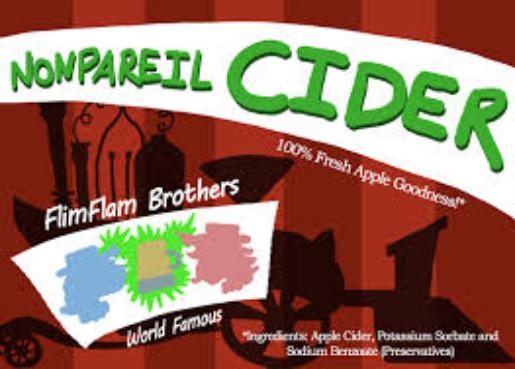 NONPAREIL CIDER
100% Fresh Apple Goodness!*
FlimFlam Brothers
World Famous
*Ingredients: Apple Cider, Potassium Sorbate and
Sodium Benzoate (Preservatives)